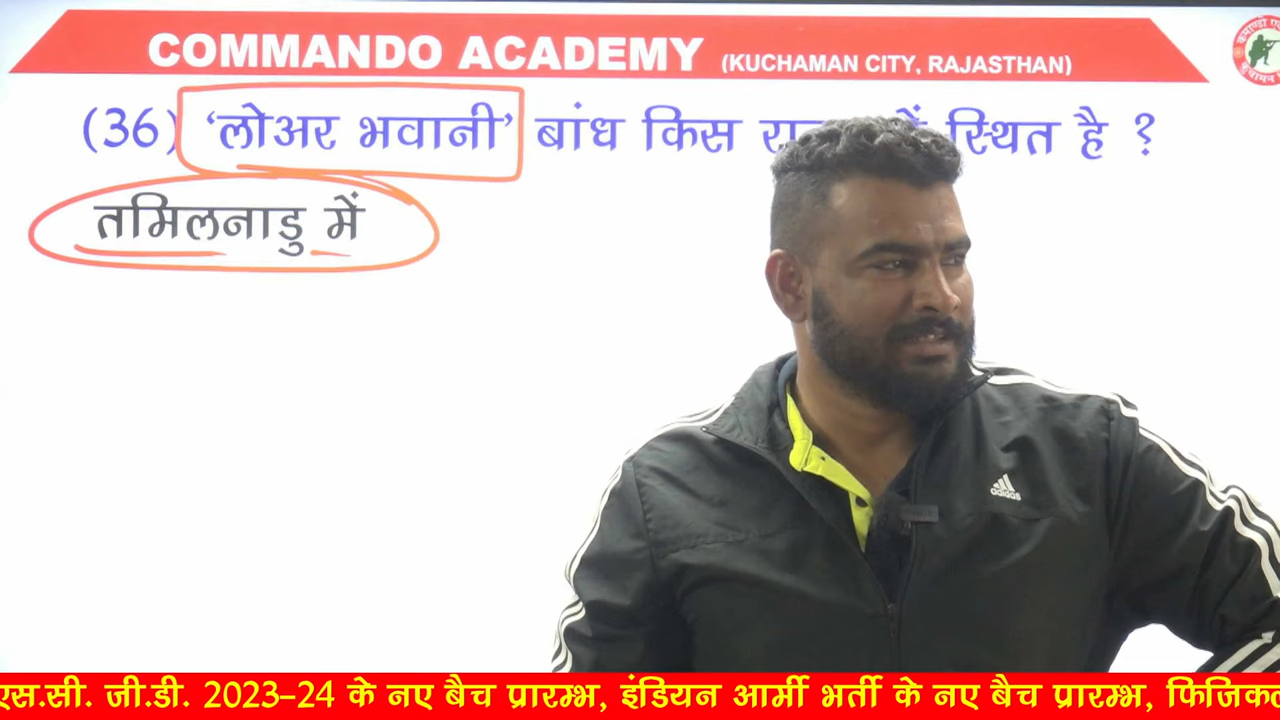 COMMANDO ACADEMY (KUCHAMAN CITY, RAJASTHAN)
(36) 'लोअर भवानी' बांध किस में स्थित है ?
तमिलनाडु में
adidas
एस.सी. जी.डी. 2023-24 के नए बैच प्रारम्भ, इंडियन आर्मी भर्ती के नए बैच प्रारम्भ,